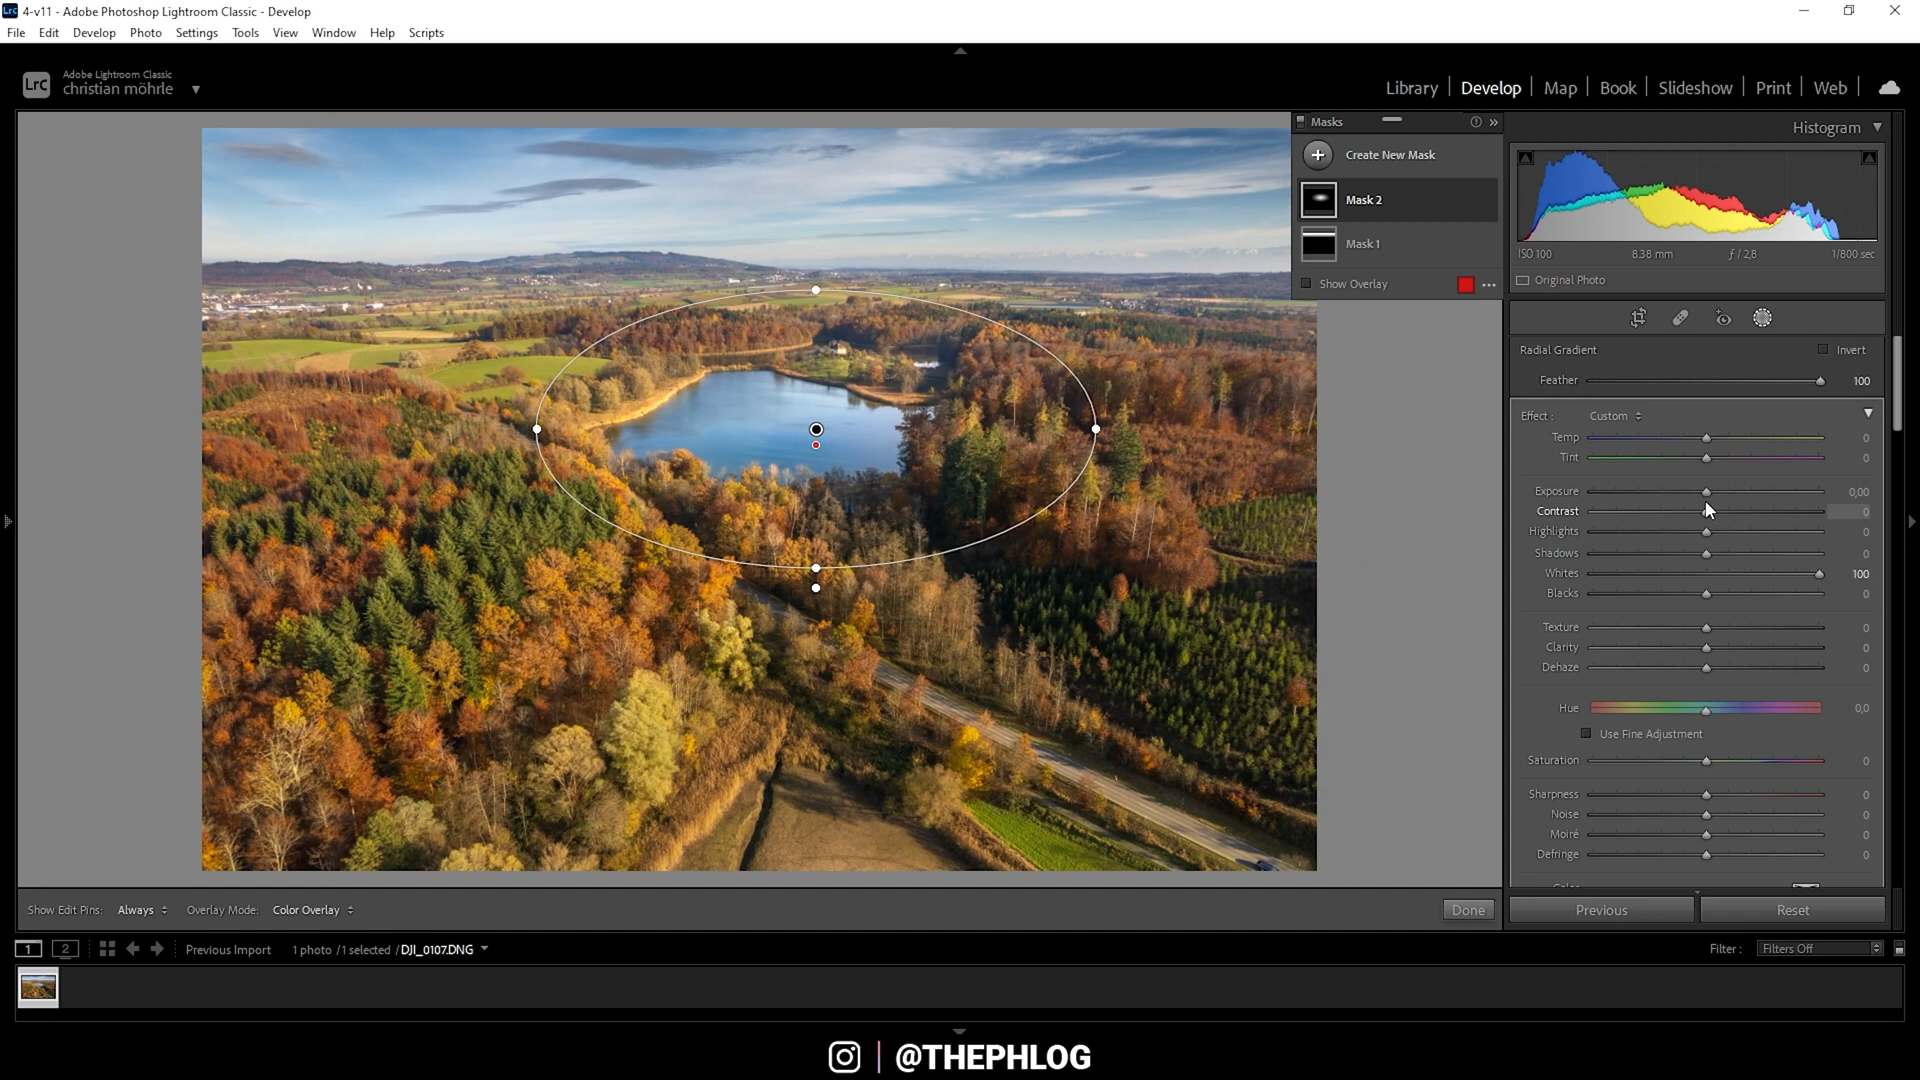 Lrc 4-v11 - Adobe Photoshop Lightroom Classic - Develop
File Edit Develop Photo Settings Tools View Window Help Scripts
Lrc
Adobe Lightroom Classic
christian möhrle
Library Develop Map Book Slideshow Print Web
Masks
Create New Mask
Mask 2
Mask 1
Show Overlay
Histogram
ISO 100 8.38 mm ƒ / 2,8 1/800 sec
Original Photo
Radial Gradient Invert
Feather 100
Effect : Custom
Temp 0
Tint 0
Exposure 0,00
Contrast 0
Highlights 0
Shadows 0
Whites 100
Blacks 0
Texture 0
Clarity 0
Dehaze 0
Hue 0,0
Use Fine Adjustment
Saturation 0
Sharpness 0
Noise 0
Moiré 0
Defringe 0
Show Edit Pins: Always Overlay Mode: Color Overlay Done
Previous Reset
1 2 Previous Import 1 photo / 1 selected / DJI_0107.DNG Filter : Filters Off
@THEPHLOG